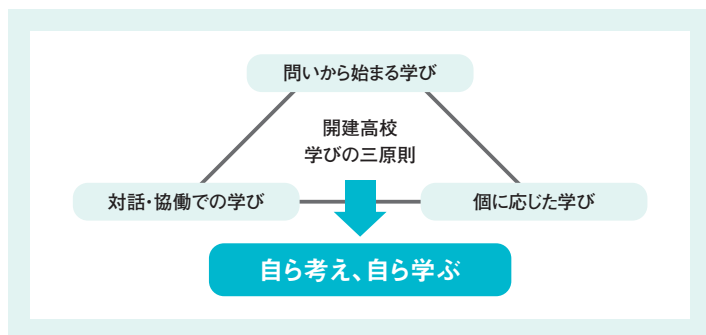 問いから始まる学び
開建高校
学びの三原則
対話・協働での学び
個に応じた学び
自ら考え、自ら学ぶ